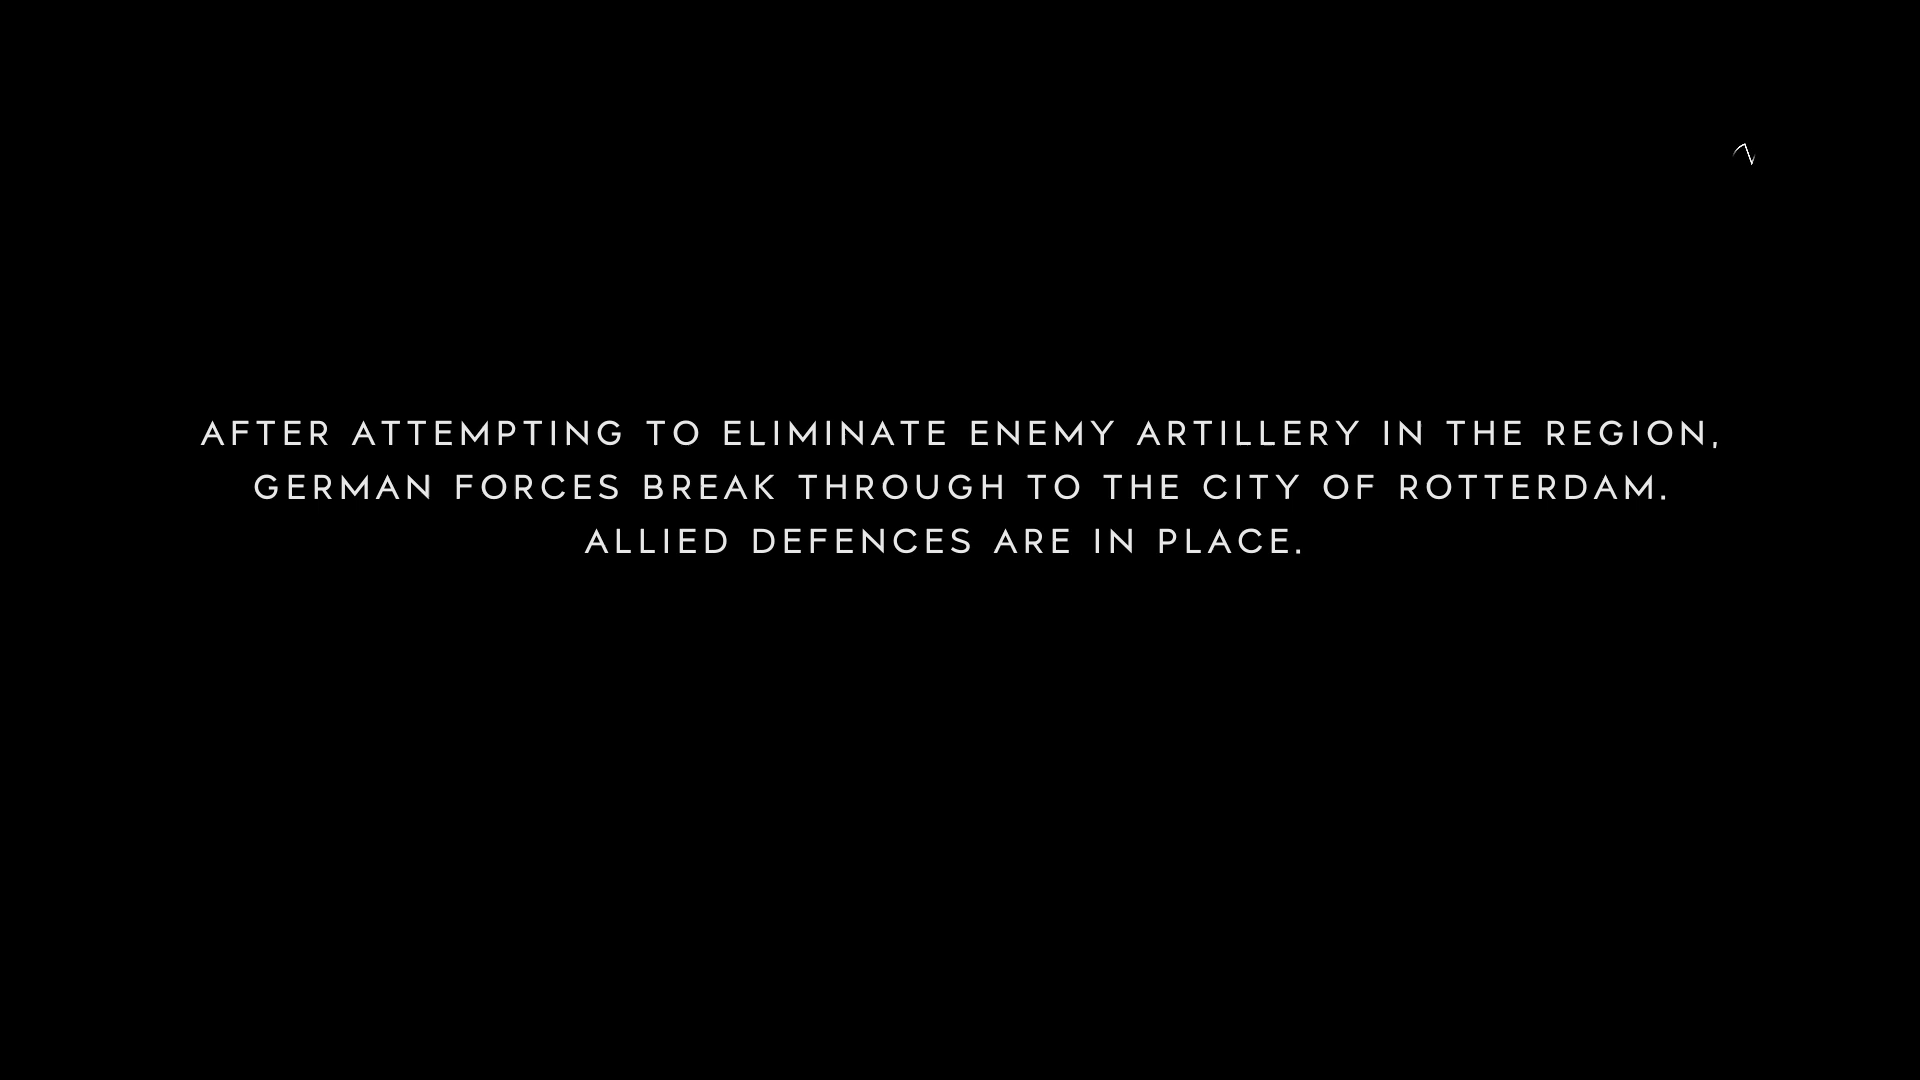 AFTER ATTEMPTING TO ELIMINATE ENEMY ARTILLERY IN THE REGION,
GERMAN FORCES BREAK THROUGH TO THE CITY OF ROTTERDAM.
ALLIED DEFENCES ARE IN PLACE.